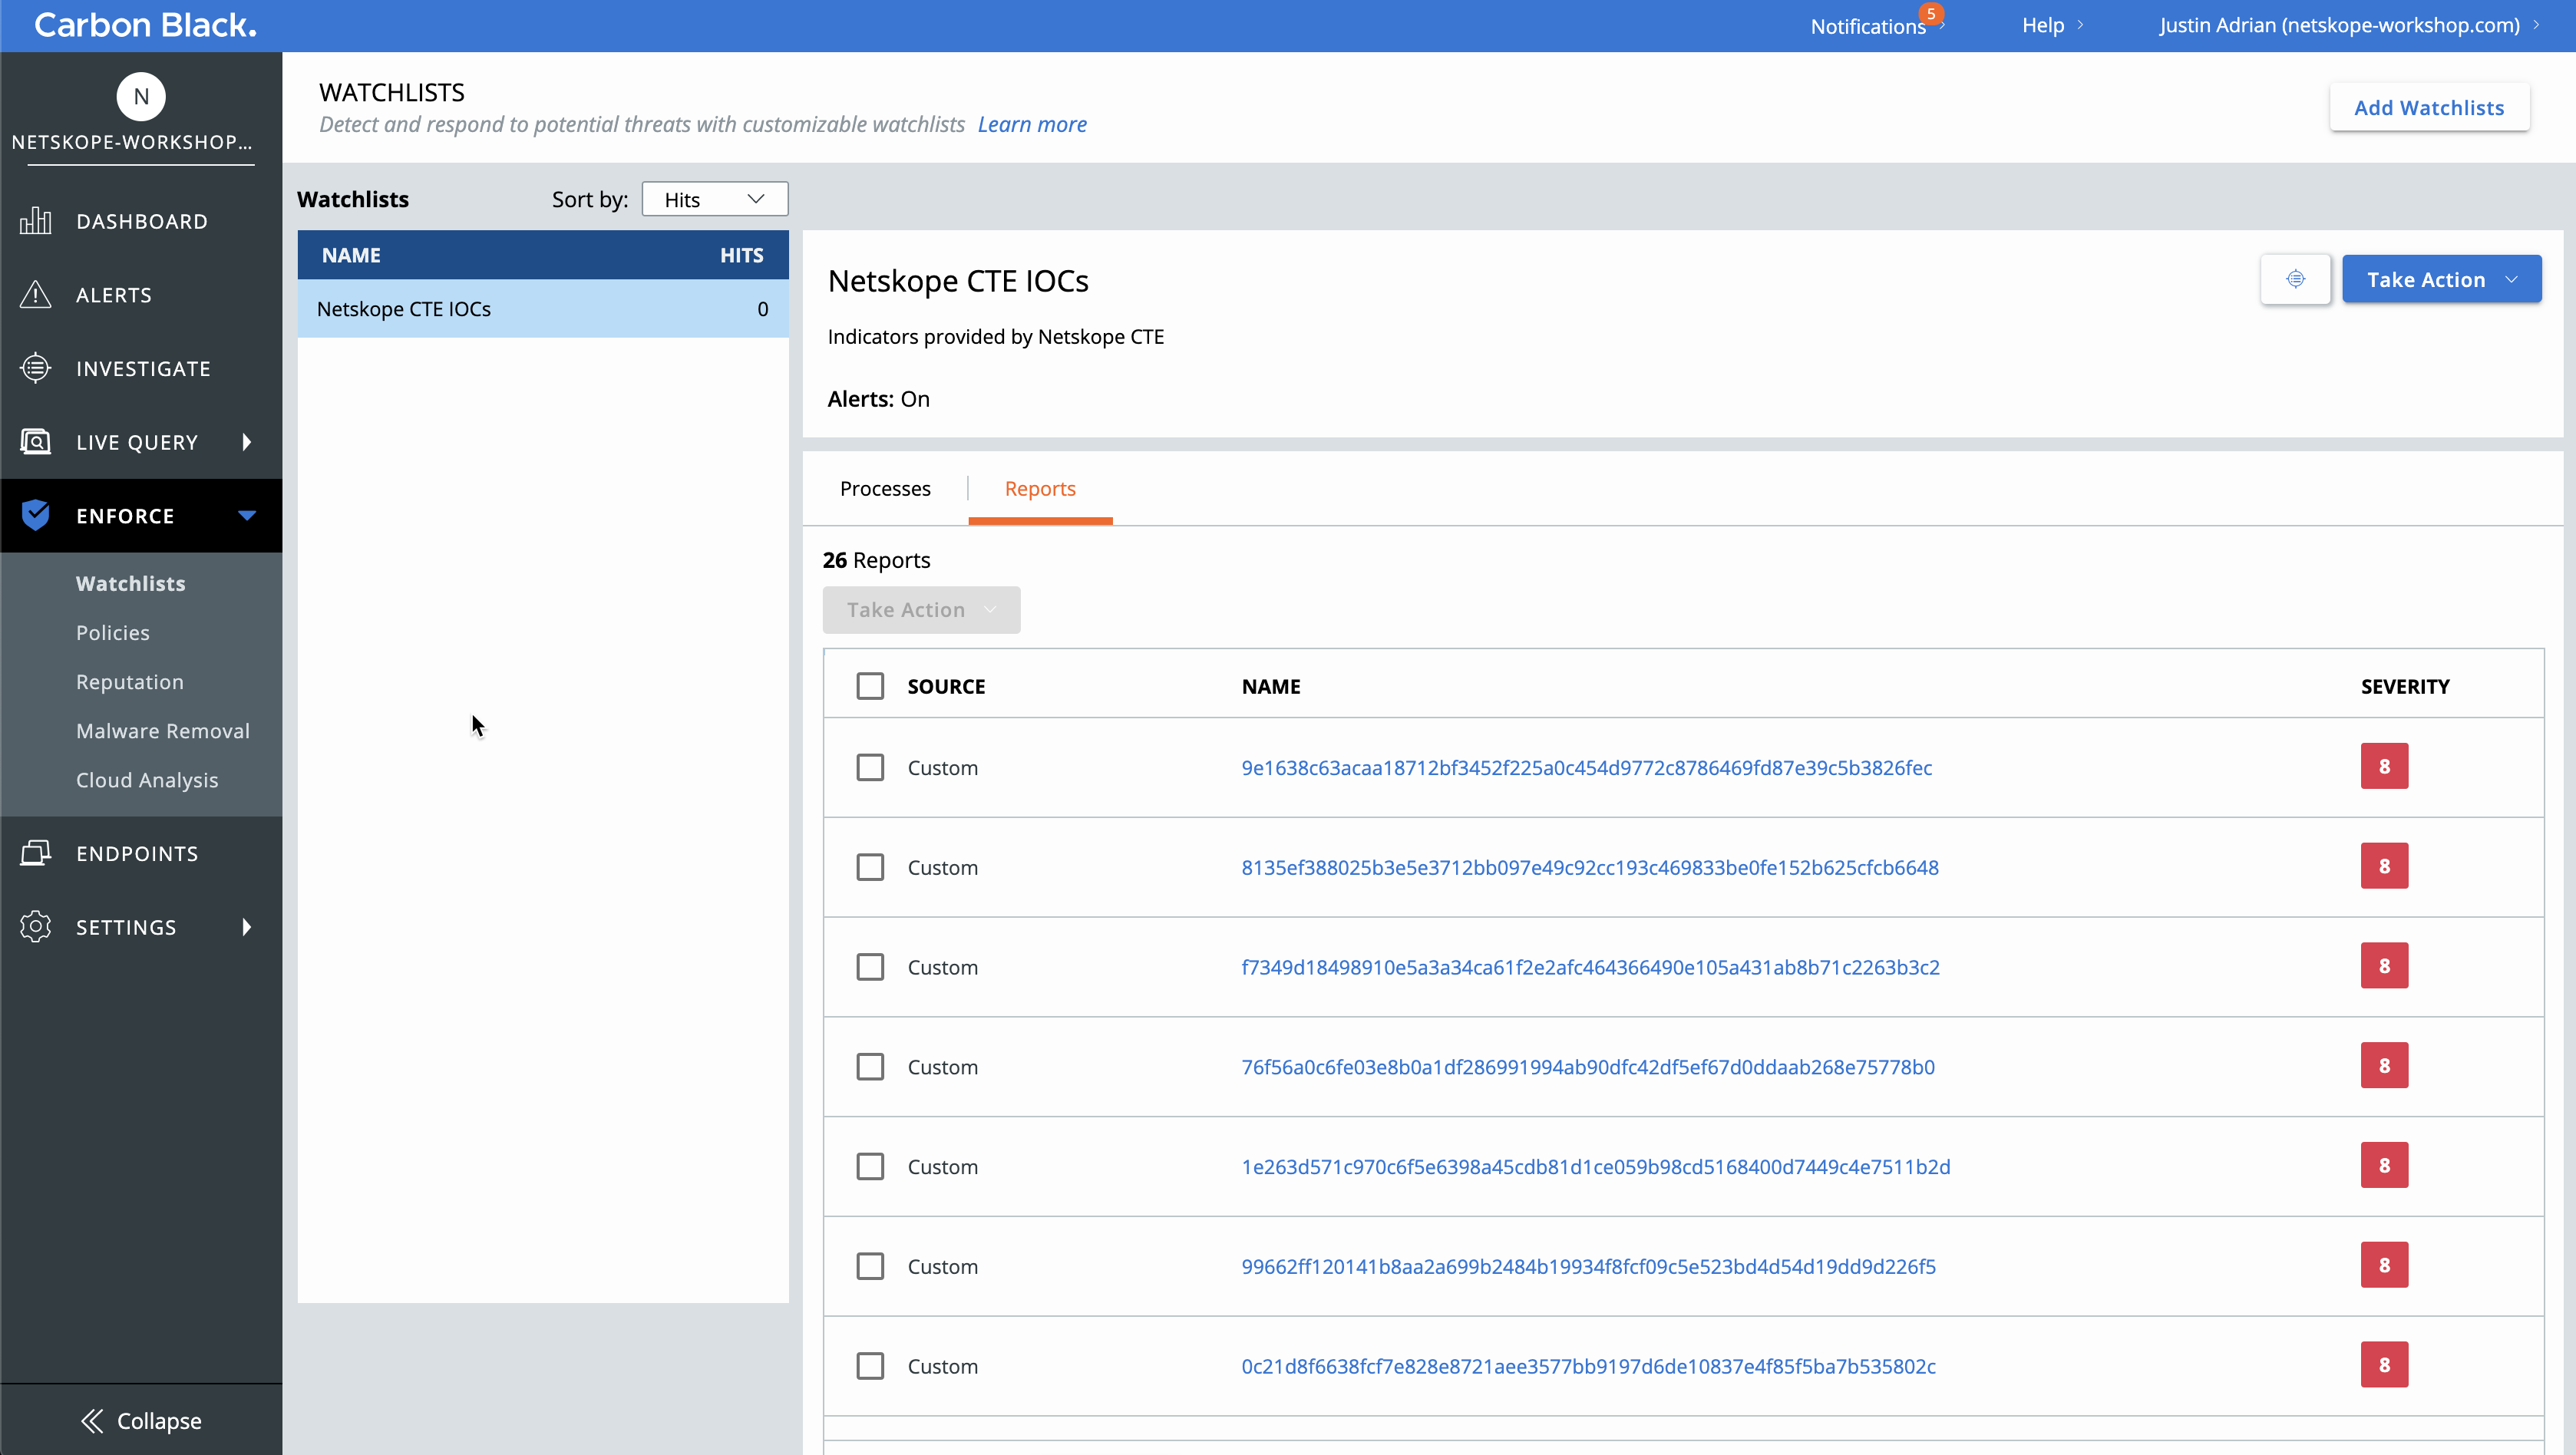 Carbon Black.
Notifications 5
Help
Justin Adrian (netskope-workshop.com)
N
NETSKOPE-WORKSHOP...
DASHBOARD
ALERTS
INVESTIGATE
LIVE QUERY
ENFORCE
Watchlists
Policies
Reputation
Malware Removal
Cloud Analysis
ENDPOINTS
SETTINGS
Collapse
WATCHLISTS
Detect and respond to potential threats with customizable watchlists Learn more
Add Watchlists
Watchlists
Sort by: Hits
NAME HITS
Netskope CTE IOCs 0
Netskope CTE IOCs
Take Action
Indicators provided by Netskope CTE
Alerts: On
Processes Reports
26 Reports
Take Action
SOURCE NAME SEVERITY
Custom 9e1638c63acaa18712bf3452f225a0c454d9772c8786469fd87e39c5b3826fec 8
Custom 8135ef388025b3e5e3712bb097e49c92cc193c469833be0fe152b625cfcb6648 8
Custom f7349d18498910e5a3a34ca61f2e2afc464366490e105a431ab8b71c2263b3c2 8
Custom 76f56a0c6fe03e8b0a1df286991994ab90dfc42df5ef67d0ddaab268e75778b0 8
Custom 1e263d571c970c6f5e6398a45cdb81d1ce059b98cd5168400d7449c4e7511b2d 8
Custom 99662ff120141b8aa2a699b2484b19934f8fcf09c5e523bd4d54d19dd9d226f5 8
Custom 0c21d8f6638fcf7e828e8721aee3577bb9197d6de10837e4f85f5ba7b535802c 8